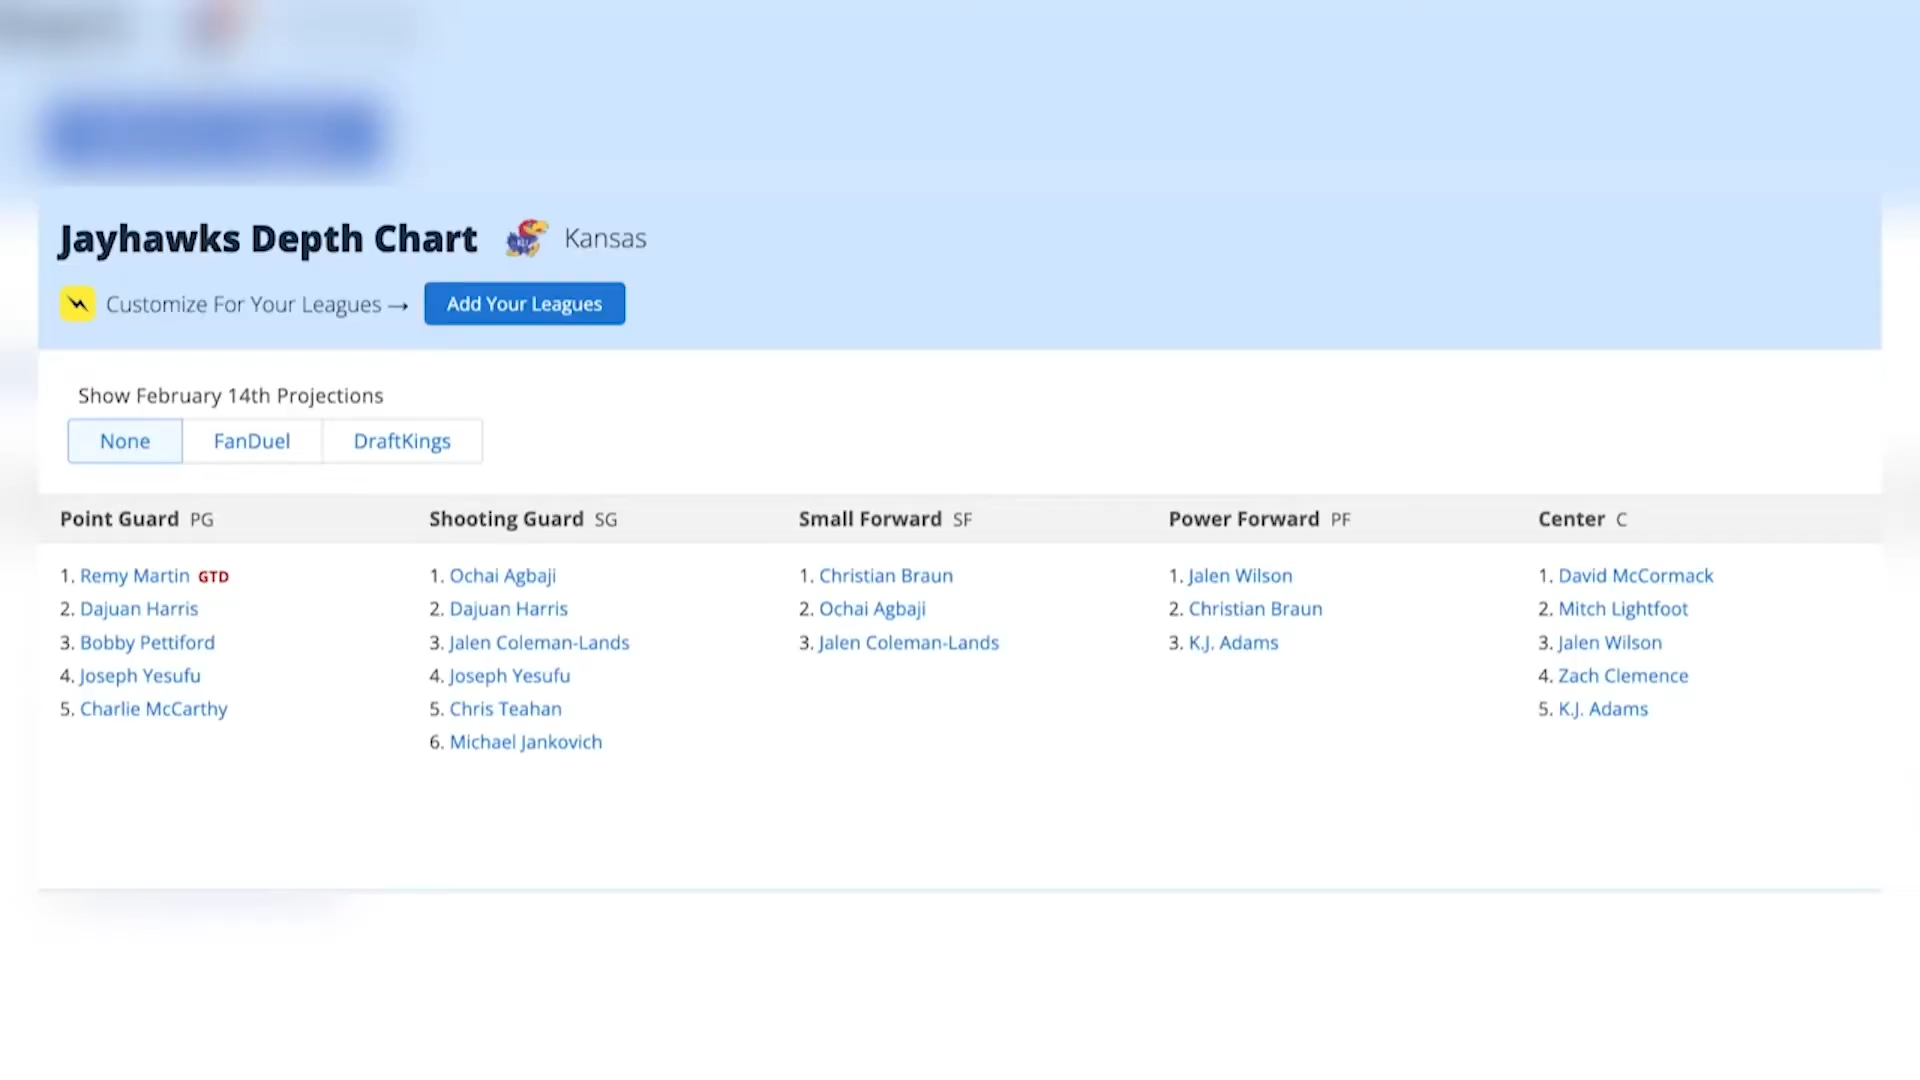 Jayhawks Depth Chart Kansas
Customize For Your Leagues → Add Your Leagues
Show February 14th Projections
None FanDuel DraftKings
Point Guard PG Shooting Guard SG Small Forward SF Power Forward PF Center C
1. Remy Martin GTD 1. Ochai Agbaji 1. Christian Braun 1. Jalen Wilson 1. David McCormack
2. Dajuan Harris 2. Dajuan Harris 2. Ochai Agbaji 2. Christian Braun 2. Mitch Lightfoot
3. Bobby Pettiford 3. Jalen Coleman-Lands 3. Jalen Coleman-Lands 3. K.J. Adams 3. Jalen Wilson
4. Joseph Yesufu 4. Joseph Yesufu 4. Zach Clemence
5. Charlie McCarthy 5. Chris Teahan 5. K.J. Adams
6. Michael Jankovich